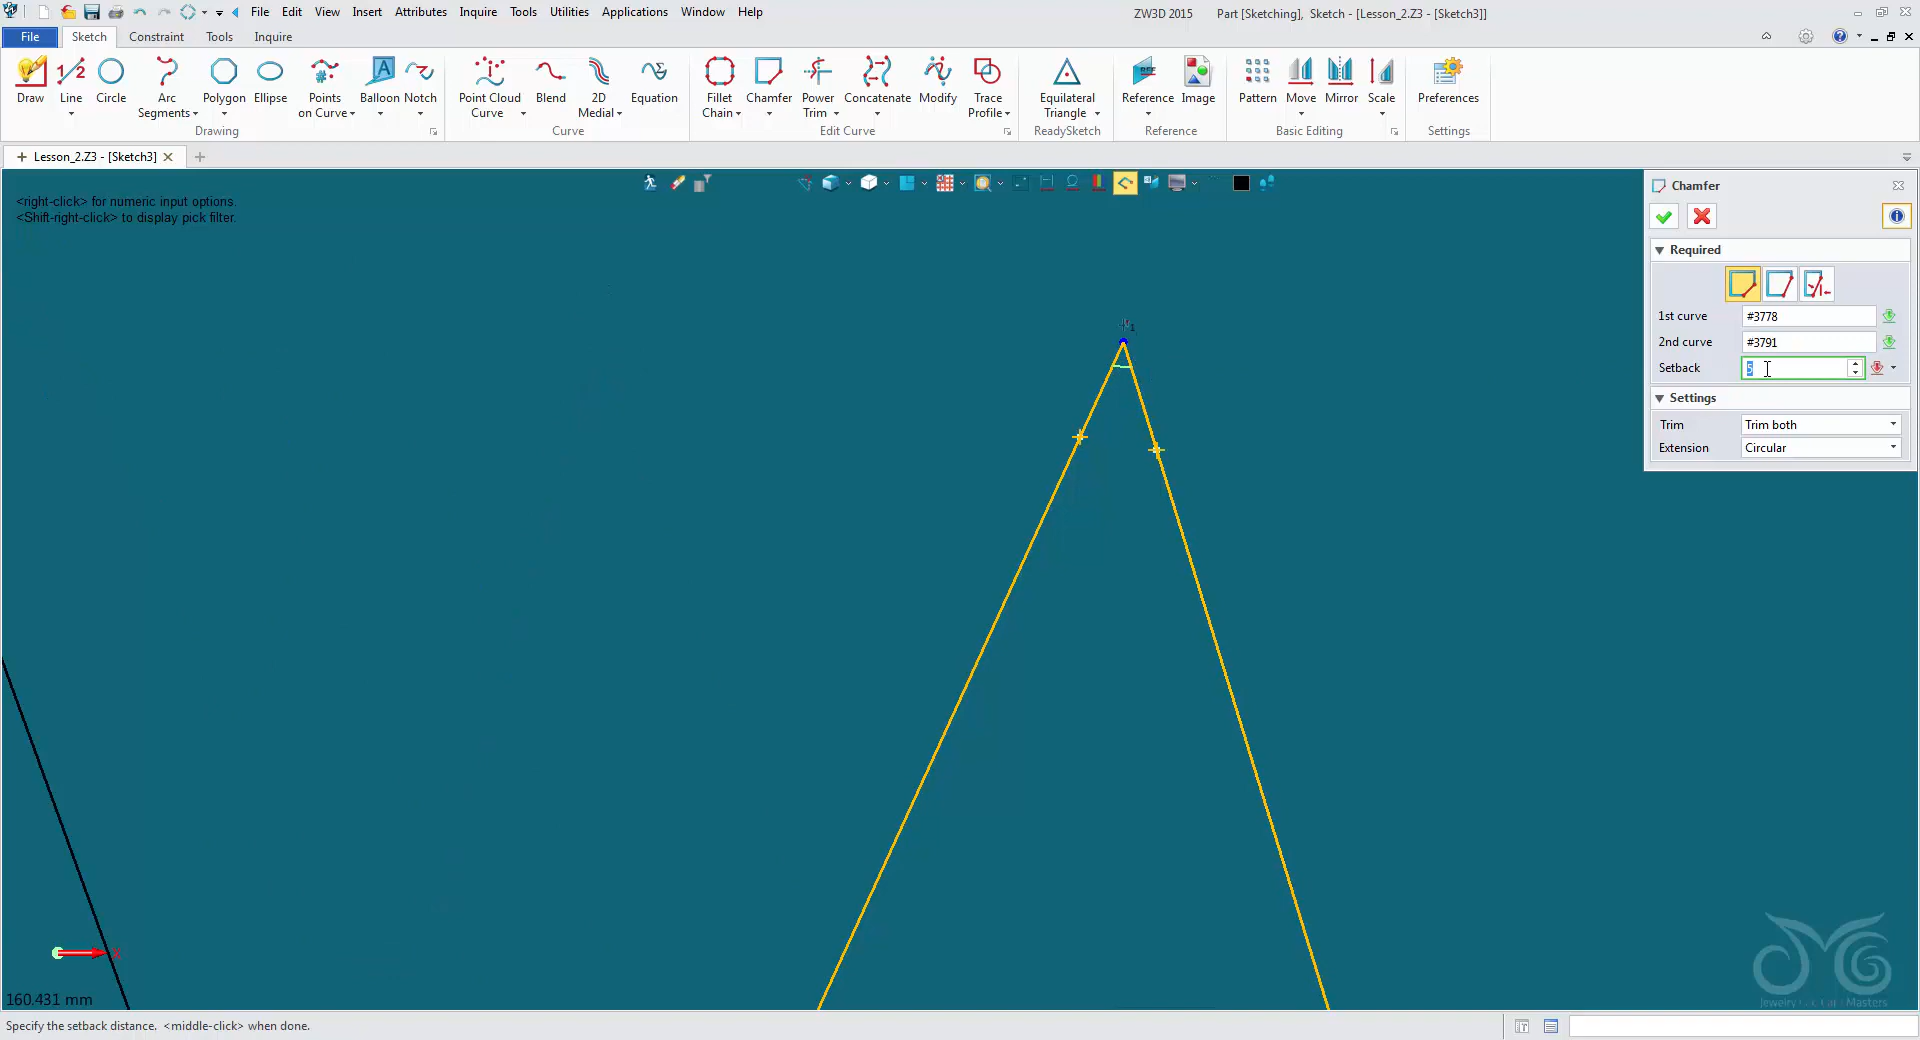 File Edit View Insert Attributes Inquire Tools Utilities Applications Window Help
ZW3D 2015 Part [Sketching], Sketch - [Lesson_2.Z3 - [Sketch3]]
File Sketch Constraint Tools Inquire
Draw Line Circle Arc Segments Polygon Ellipse Points on Curve Balloon Notch Point Cloud Curve Blend 2D Medial Equation Fillet Chain Chamfer Power Trim Concatenate Modify Trace Profile Equilateral Triangle Reference Image Pattern Move Mirror Scale Preferences
Drawing Curve Edit Curve ReadySketch Reference Basic Editing Settings
Lesson_2.Z3 - [Sketch3]
<right-click> for numeric input options.
<Shift-right-click> to display pick filter.
Chamfer
Required
1st curve #3778
2nd curve #3791
Setback 5
Settings
Trim Trim both
Extension Circular
1
X
160.431 mm
Specify the setback distance. <middle-click> when done.